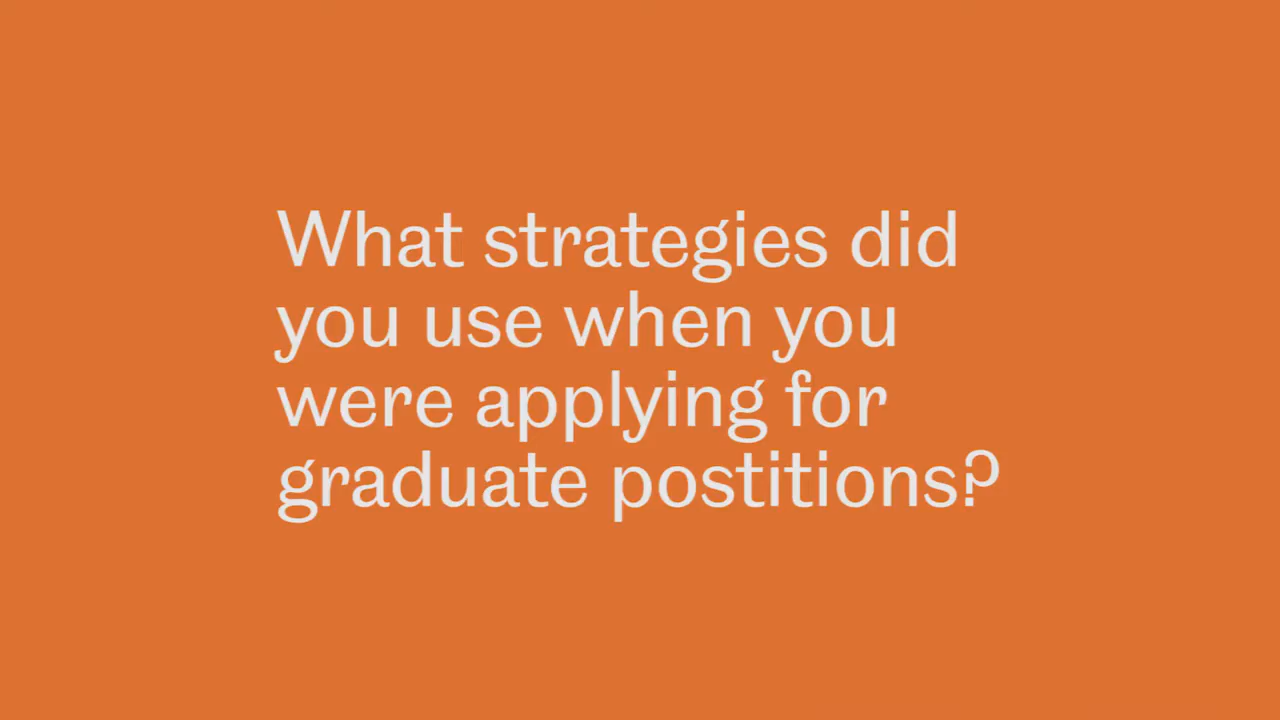 What strategies did
you use when you
were applying for
graduate postitions?